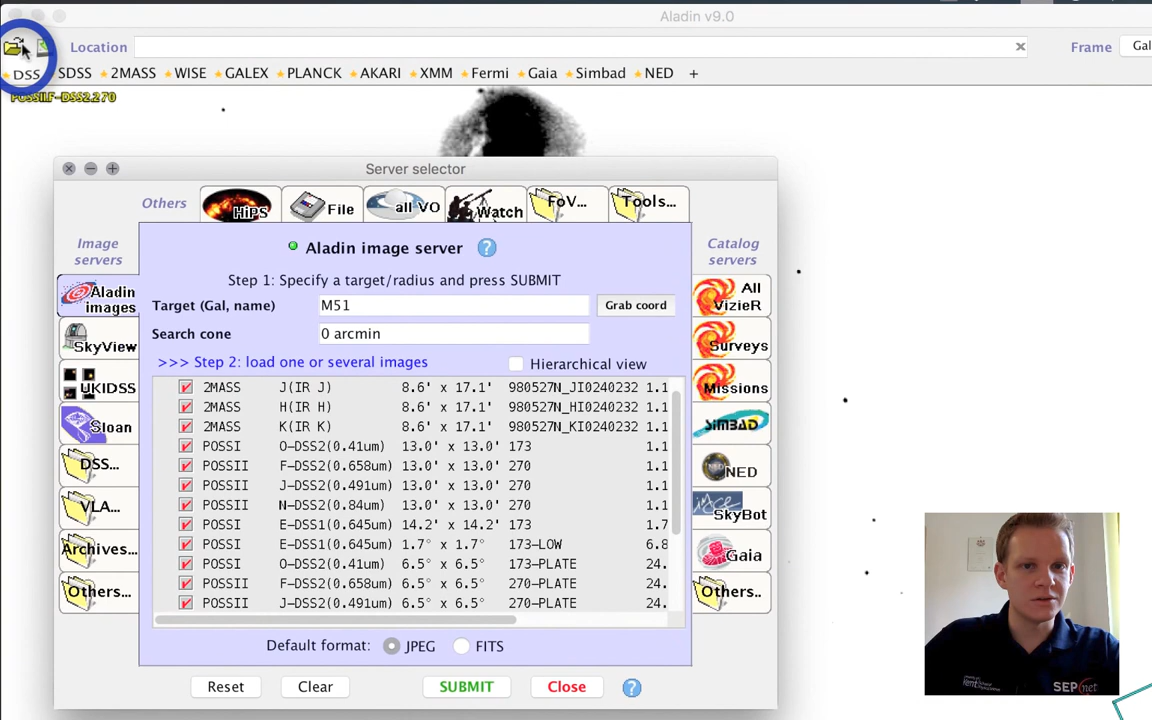 Aladin v9.0
Location
Frame
Gal
DSS SDSS 2MASS WISE GALEX PLANCK AKARI XMM Fermi Gaia Simbad NED +
POSSII.F-DSS2.270
Server selector
Others
HiPS
File
all VO
Watch
FoV...
Tools...
Image servers
Aladin images
SkyView
UKIDSS
Sloan
DSS...
VLA...
Archives...
Others...
Aladin image server ?
Step 1: Specify a target/radius and press SUBMIT
Target (Gal, name) M51 Grab coord
Search cone 0 arcmin
>>> Step 2: load one or several images Hierarchical view
2MASS J(IR J) 8.6' x 17.1' 980527N_JI0240232 1.1
2MASS H(IR H) 8.6' x 17.1' 980527N_HI0240232 1.1
2MASS K(IR K) 8.6' x 17.1' 980527N_KI0240232 1.1
POSSI O-DSS2(0.41um) 13.0' x 13.0' 173 1.1
POSSII F-DSS2(0.658um) 13.0' x 13.0' 270 1.1
POSSII J-DSS2(0.491um) 13.0' x 13.0' 270 1.1
POSSII N-DSS2(0.84um) 13.0' x 13.0' 270 1.1
POSSI E-DSS1(0.645um) 14.2' x 14.2' 173 1.7
POSSI E-DSS1(0.645um) 1.7° x 1.7° 173-LOW 6.8
POSSI O-DSS2(0.41um) 6.5° x 6.5° 173-PLATE 24.
POSSII F-DSS2(0.658um) 6.5° x 6.5° 270-PLATE 24.
POSSII J-DSS2(0.491um) 6.5° x 6.5° 270-PLATE 24.
Default format: JPEG FITS
Reset Clear SUBMIT Close ?
Catalog servers
All VizieR
Surveys
Missions
SIMBAD
NED
SkyBot
Gaia
Others..
Kent
SEPnet